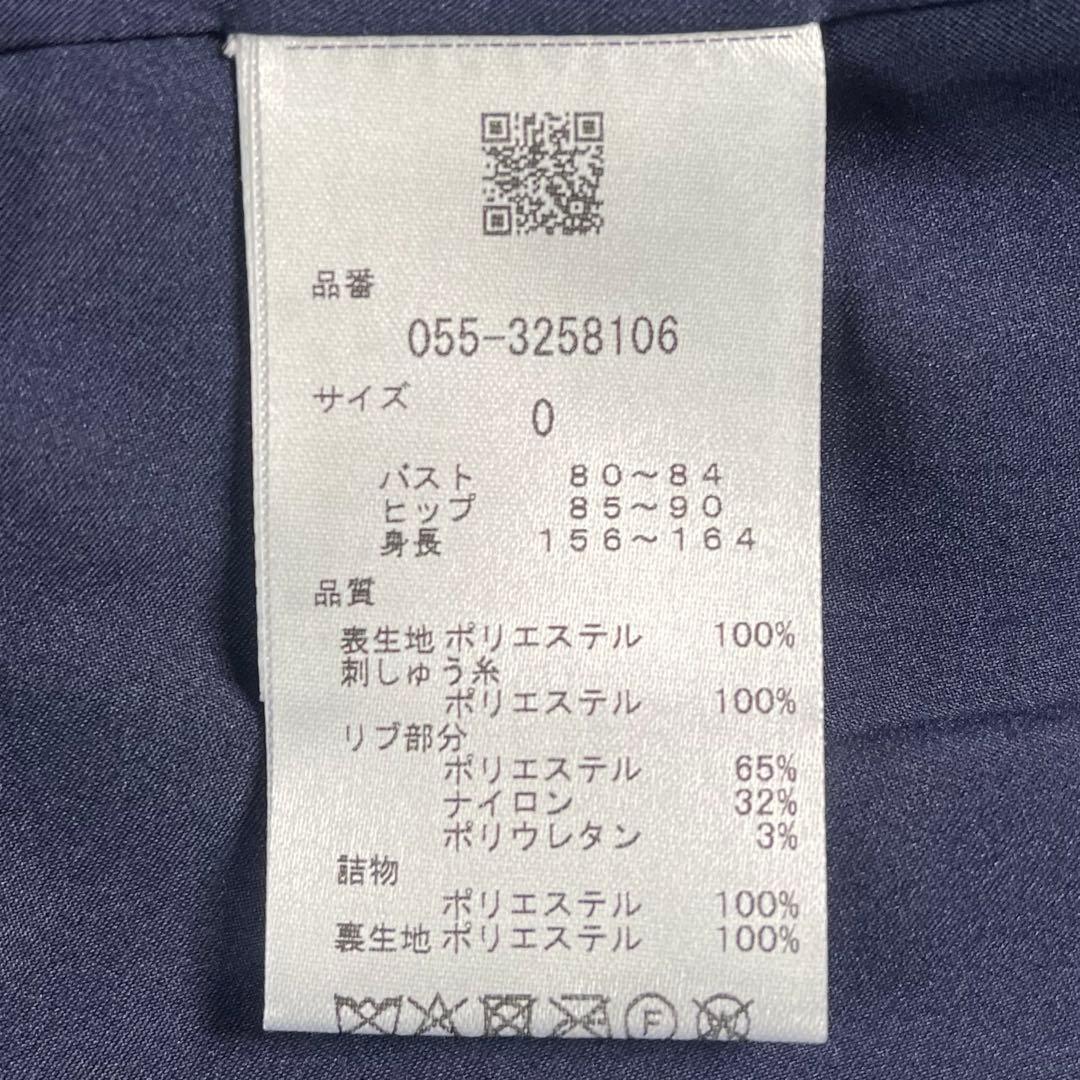 品番
055-3258106
サイズ 0
バスト 80～84
ヒップ 85～90
身長 156～164
品質
表生地 ポリエステル 100%
刺しゅう糸
ポリエステル 100%
リブ部分
ポリエステル 65%
ナイロン 32%
ポリウレタン 3%
詰物
ポリエステル 100%
裏生地 ポリエステル 100%
F
W